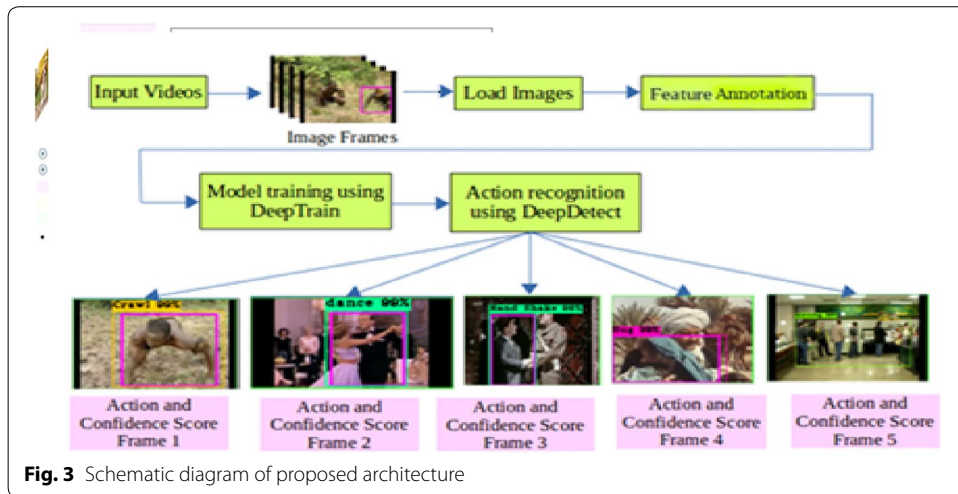 Input Videos
Image Frames
Load Images
Feature Annotation
Model training using
DeepTrain
Action recognition
using DeepDetect
Crawl 99%
dance 99%
Hand Shake 99%
Action and
Confidence Score
Frame 1
Action and
Confidence Score
Frame 2
Action and
Confidence Score
Frame 3
Action and
Confidence Score
Frame 4
Action and
Confidence Score
Frame 5
Fig. 3 Schematic diagram of proposed architecture